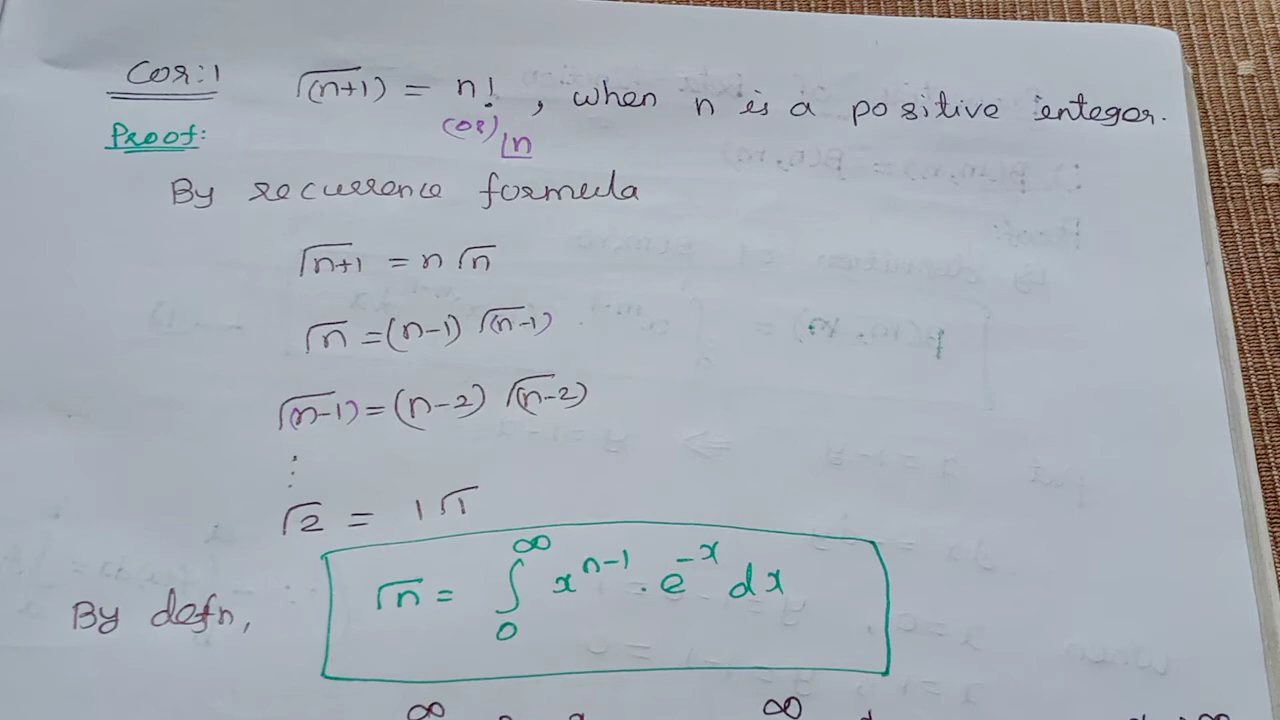 Cor:1 Γ(n+1) = n! , when n is a positive integer.
(or) |n
Proof:
By recurrence formula
Γn+1 = n Γn
Γn = (n-1) Γ(n-1)
Γ(n-1) = (n-2) Γ(n-2)
⋮
Γ2 = 1 Γ1
By defn, Γn = ∫₀^∞ x^(n-1) . e^(-x) dx
∞ ∞